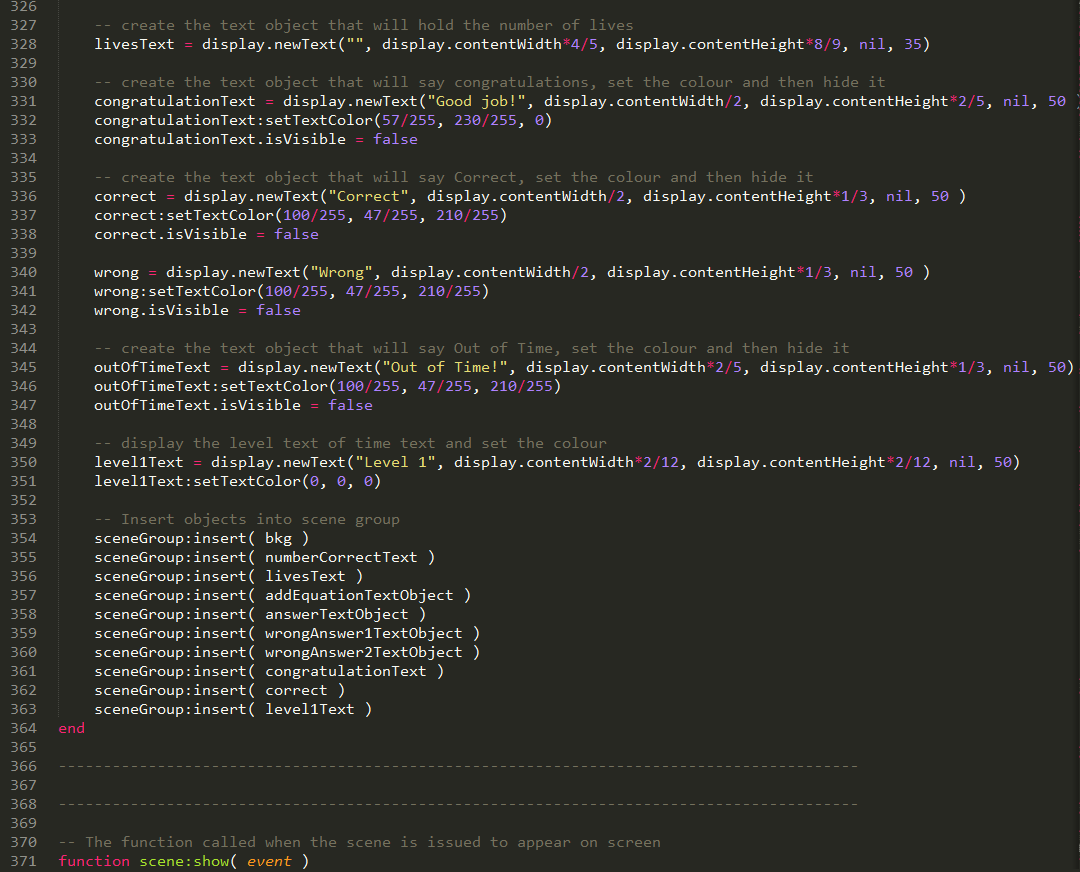 326
327 -- create the text object that will hold the number of lives
328 livesText = display.newText("", display.contentWidth*4/5, display.contentHeight*8/9, nil, 35)
329
330 -- create the text object that will say congratulations, set the colour and then hide it
331 congratulationText = display.newText("Good job!", display.contentWidth/2, display.contentHeight*2/5, nil, 50 )
332 congratulationText:setTextColor(57/255, 230/255, 0)
333 congratulationText.isVisible = false
334
335 -- create the text object that will say Correct, set the colour and then hide it
336 correct = display.newText("Correct", display.contentWidth/2, display.contentHeight*1/3, nil, 50 )
337 correct:setTextColor(100/255, 47/255, 210/255)
338 correct.isVisible = false
339
340 wrong = display.newText("Wrong", display.contentWidth/2, display.contentHeight*1/3, nil, 50 )
341 wrong:setTextColor(100/255, 47/255, 210/255)
342 wrong.isVisible = false
343
344 -- create the text object that will say Out of Time, set the colour and then hide it
345 outOfTimeText = display.newText("Out of Time!", display.contentWidth*2/5, display.contentHeight*1/3, nil, 50)
346 outOfTimeText:setTextColor(100/255, 47/255, 210/255)
347 outOfTimeText.isVisible = false
348
349 -- display the level text of time text and set the colour
350 level1Text = display.newText("Level 1", display.contentWidth*2/12, display.contentHeight*2/12, nil, 50)
351 level1Text:setTextColor(0, 0, 0)
352
353 -- Insert objects into scene group
354 sceneGroup:insert( bkg )
355 sceneGroup:insert( numberCorrectText )
356 sceneGroup:insert( livesText )
357 sceneGroup:insert( addEquationTextObject )
358 sceneGroup:insert( answerTextObject )
359 sceneGroup:insert( wrongAnswer1TextObject )
360 sceneGroup:insert( wrongAnswer2TextObject )
361 sceneGroup:insert( congratulationText )
362 sceneGroup:insert( correct )
363 sceneGroup:insert( level1Text )
364 end
365
366 -----------------------------------------------------------------------------------------
367
368 -----------------------------------------------------------------------------------------
369
370 -- The function called when the scene is issued to appear on screen
371 function scene:show( event )